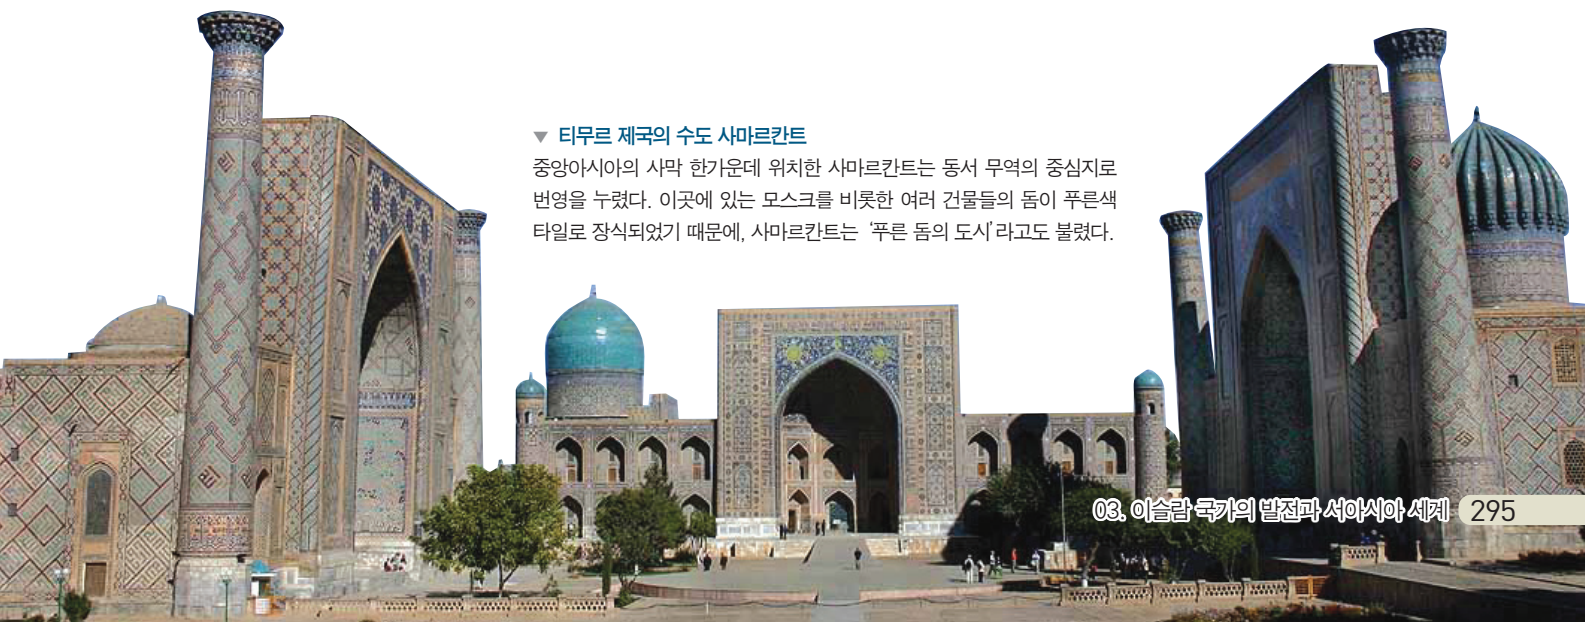 ▼ 티무르 제국의 수도 사마르칸트
중앙아시아의 사막 한가운데 위치한 사마르칸트는 동서 무역의 중심지로
번영을 누렸다. 이곳에 있는 모스크를 비롯한 여러 건물들의 돔이 푸른색
타일로 장식되었기 때문에, 사마르칸트는 ‘푸른 돔의 도시’라고도 불렸다.
03. 이슬람 국가의 발전과 서아시아 세계 295